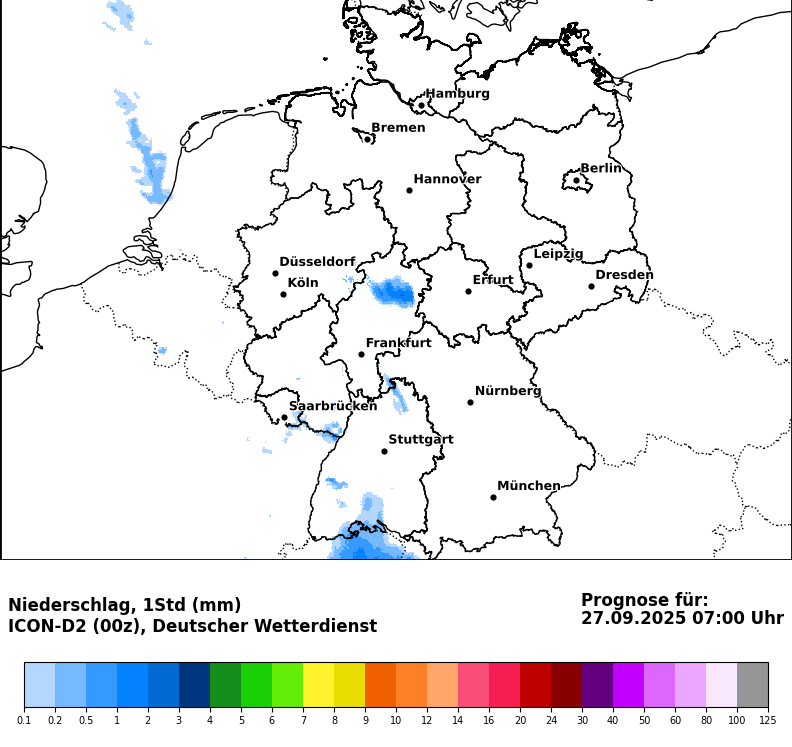 Hamburg
Bremen
Berlin
Hannover
Leipzig
Düsseldorf
Dresden
Köln
Erfurt
Frankfurt
Nürnberg
Saarbrücken
Stuttgart
München
Niederschlag, 1Std (mm)
ICON-D2 (00z), Deutscher Wetterdienst
Prognose für:
27.09.2025 07:00 Uhr
0.1 0.2 0.5 1 2 3 4 5 6 7 8 9 10 12 14 16 20 24 30 40 50 60 80 100 125